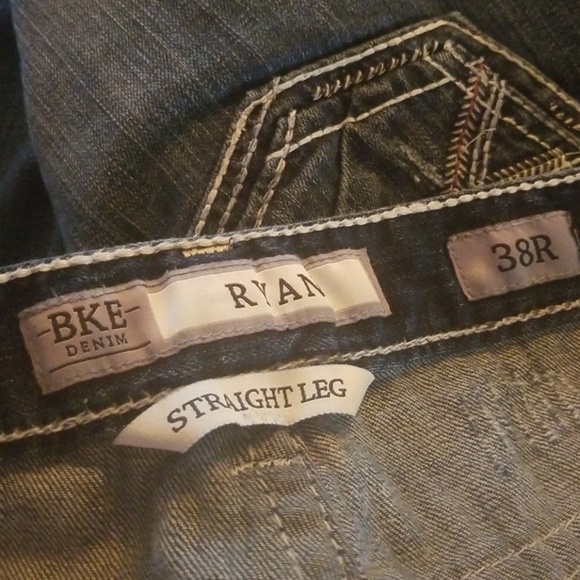 -BKE-
DENIM
RYAN
38R
STRAIGHT LEG